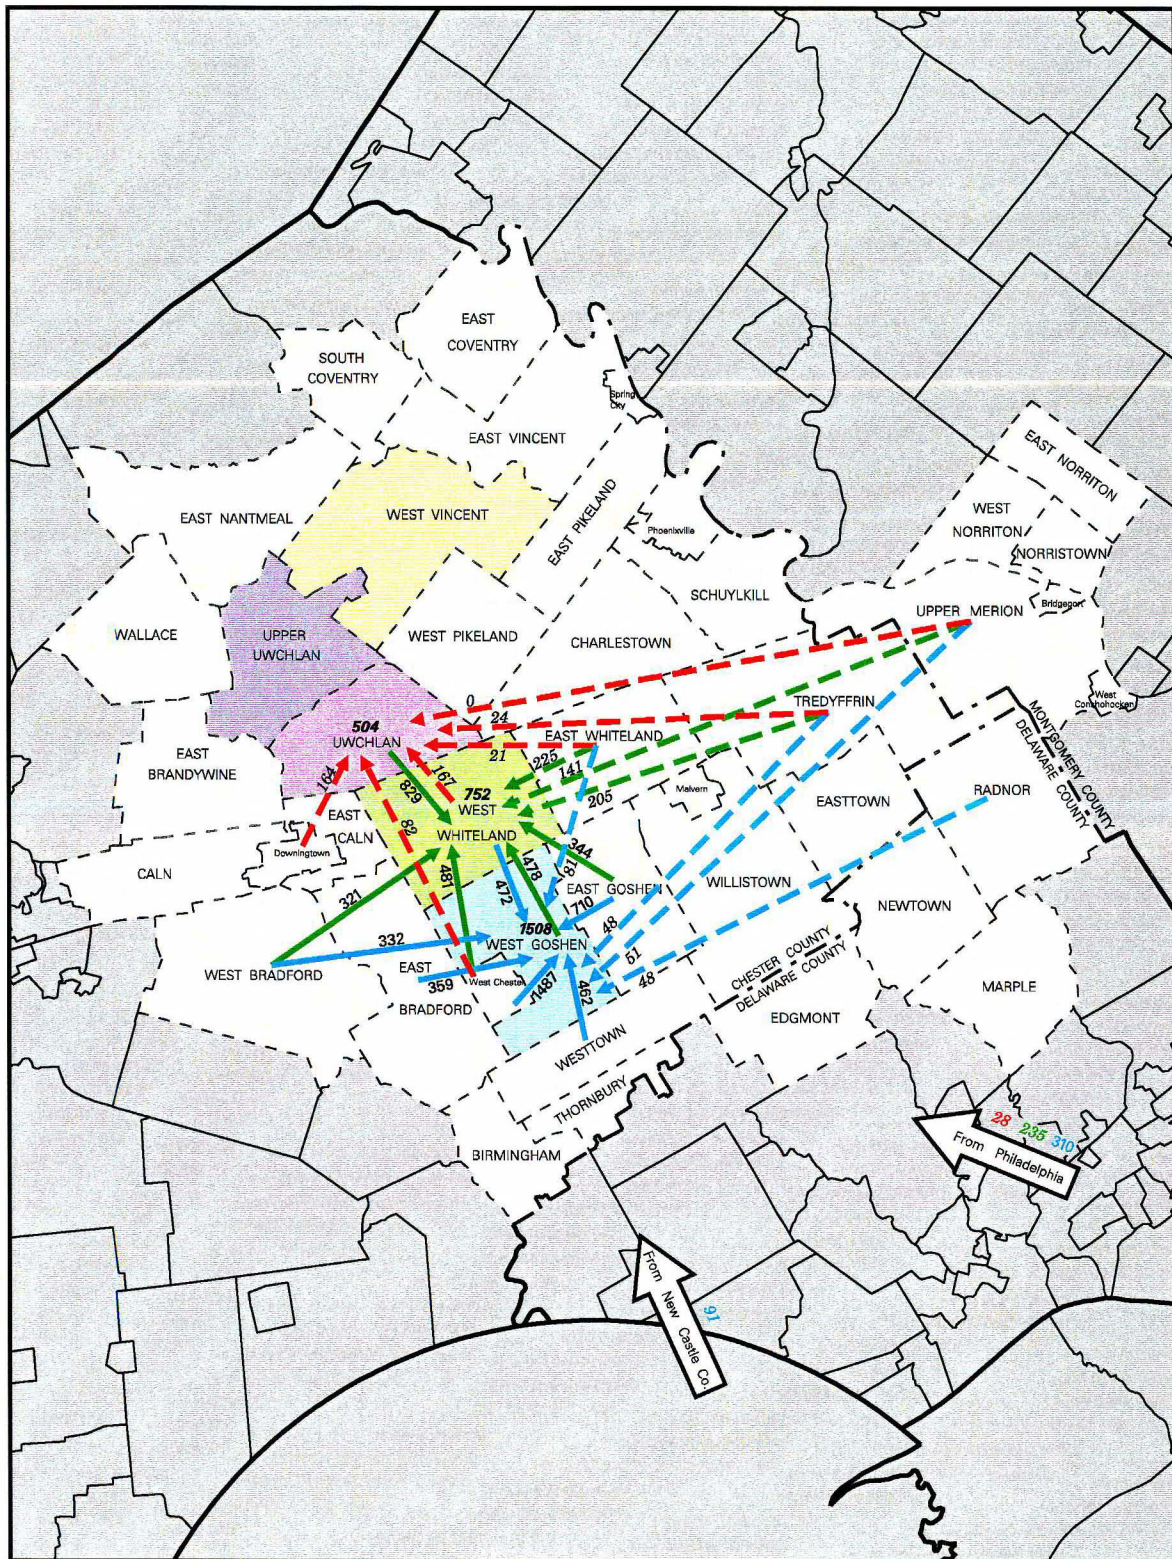 EAST
COVENTRY
SOUTH
COVENTRY
Spring
City
EAST VINCENT
EAST NORRITON
WEST VINCENT
EAST NANTMEAL
EAST PIKELAND
Phoenixville
WEST
NORRITON
NORRISTOWN
SCHUYLKILL
Bridgeport
UPPER MERION
WALLACE
UPPER
UWCHLAN
WEST PIKELAND
CHARLESTOWN
West
Conshohocken
0
TREDYFFRIN
24
504
UWCHLAN
EAST WHITELAND
21
MONTGOMERY COUNTY
DELAWARE COUNTY
EAST
BRANDYWINE
164
829
167
225
141
205
752
WEST
WHITELAND
Malvern
EASTTOWN
RADNOR
EAST
CALN
82
Downingtown
CALN
344
481
472
478
81
EAST GOSHEN
WILLISTOWN
321
710
NEWTOWN
48
1508
WEST GOSHEN
332
51
WEST BRADFORD
EAST
BRADFORD
359
West Chester
1487
462
48
CHESTER COUNTY
DELAWARE COUNTY
MARPLE
EDGMONT
WESTTOWN
THORNBURY
BIRMINGHAM
28 235 310
From Philadelphia
From New Castle Co.
91